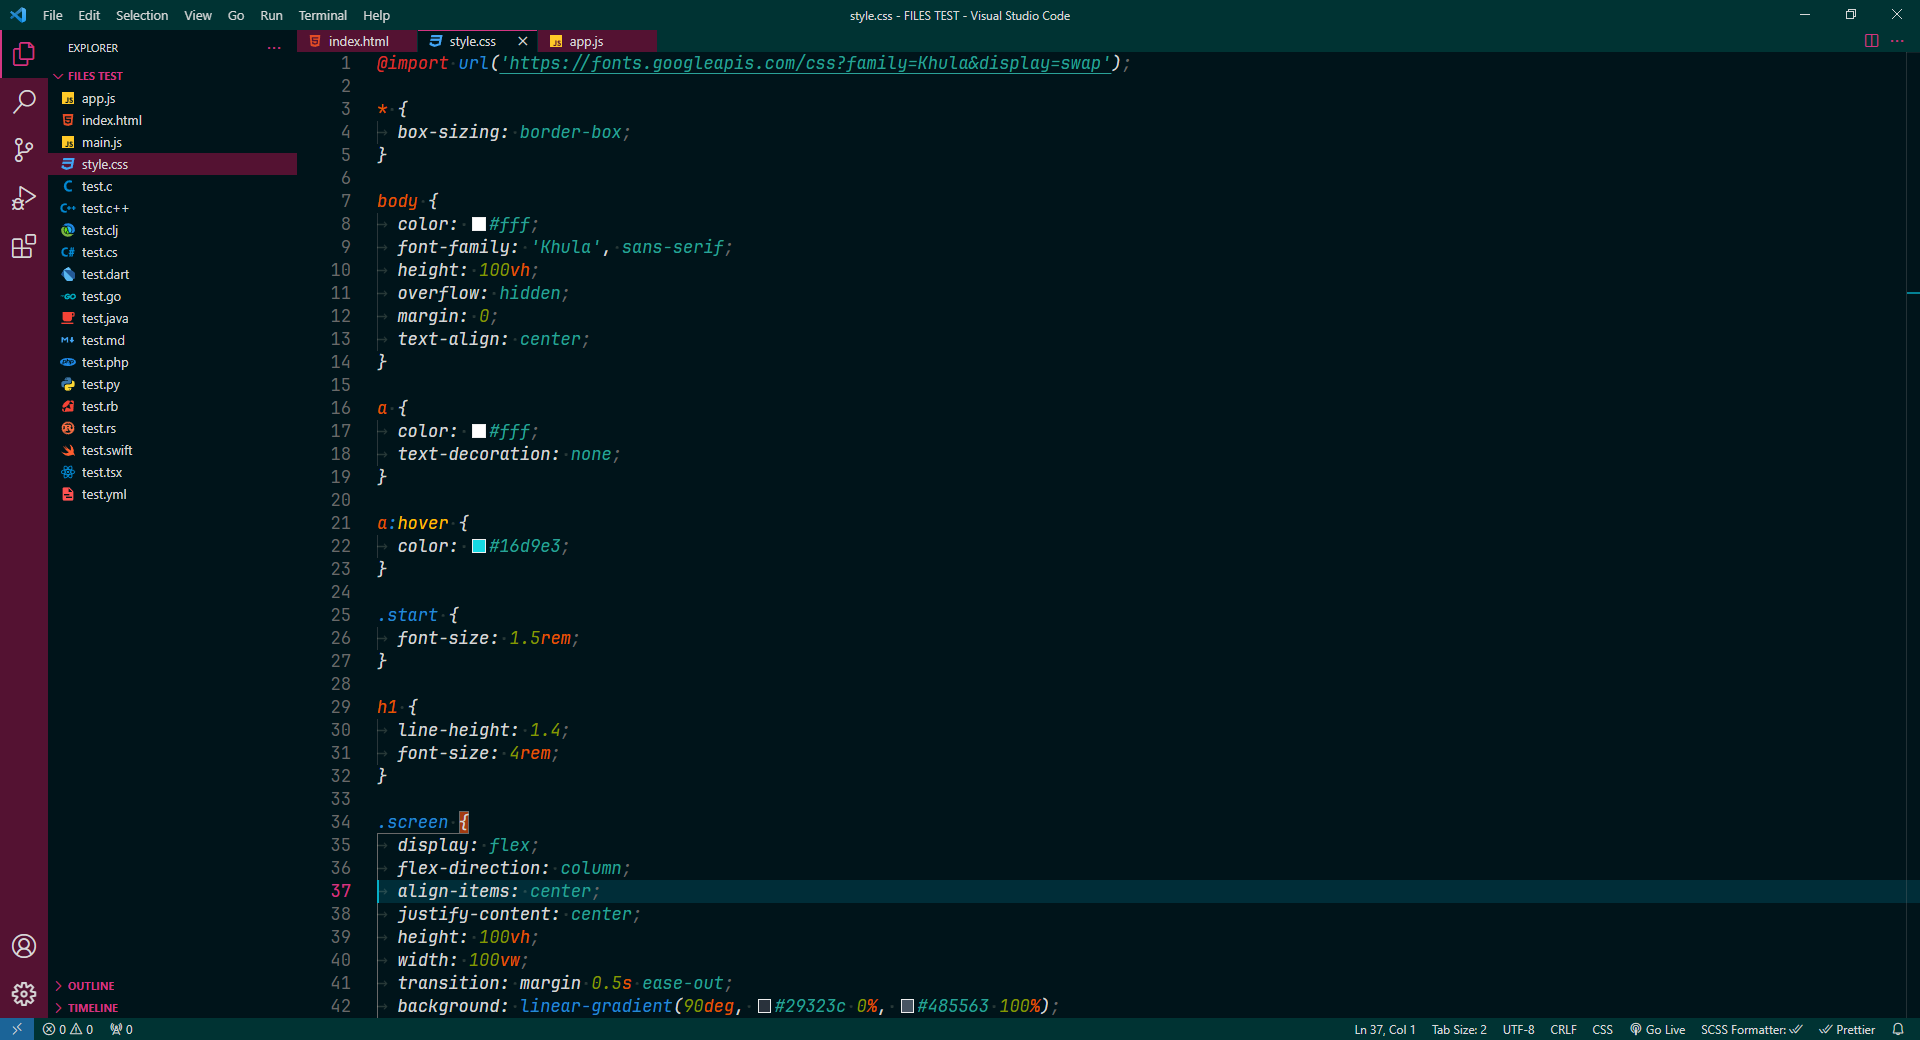 File Edit Selection View Go Run Terminal Help
style.css - FILES TEST - Visual Studio Code
EXPLORER
FILES TEST
app.js
index.html
main.js
style.css
test.c
test.c++
test.clj
test.cs
test.dart
test.go
test.java
test.md
test.php
test.py
test.rb
test.rs
test.swift
test.tsx
test.yml
OUTLINE
TIMELINE
index.html style.css app.js
1 @import url('https://fonts.googleapis.com/css?family=Khula&display=swap');
2
3 * {
4 box-sizing: border-box;
5 }
6
7 body {
8 color: #fff;
9 font-family: 'Khula', sans-serif;
10 height: 100vh;
11 overflow: hidden;
12 margin: 0;
13 text-align: center;
14 }
15
16 a {
17 color: #fff;
18 text-decoration: none;
19 }
20
21 a:hover {
22 color: #16d9e3;
23 }
24
25 .start {
26 font-size: 1.5rem;
27 }
28
29 h1 {
30 line-height: 1.4;
31 font-size: 4rem;
32 }
33
34 .screen {
35 display: flex;
36 flex-direction: column;
37 align-items: center;
38 justify-content: center;
39 height: 100vh;
40 width: 100vw;
41 transition: margin 0.5s ease-out;
42 background: linear-gradient(90deg, #29323c 0%, #485563 100%);
0 0 0
Ln 37, Col 1 Tab Size: 2 UTF-8 CRLF CSS Go Live SCSS Formatter: Prettier